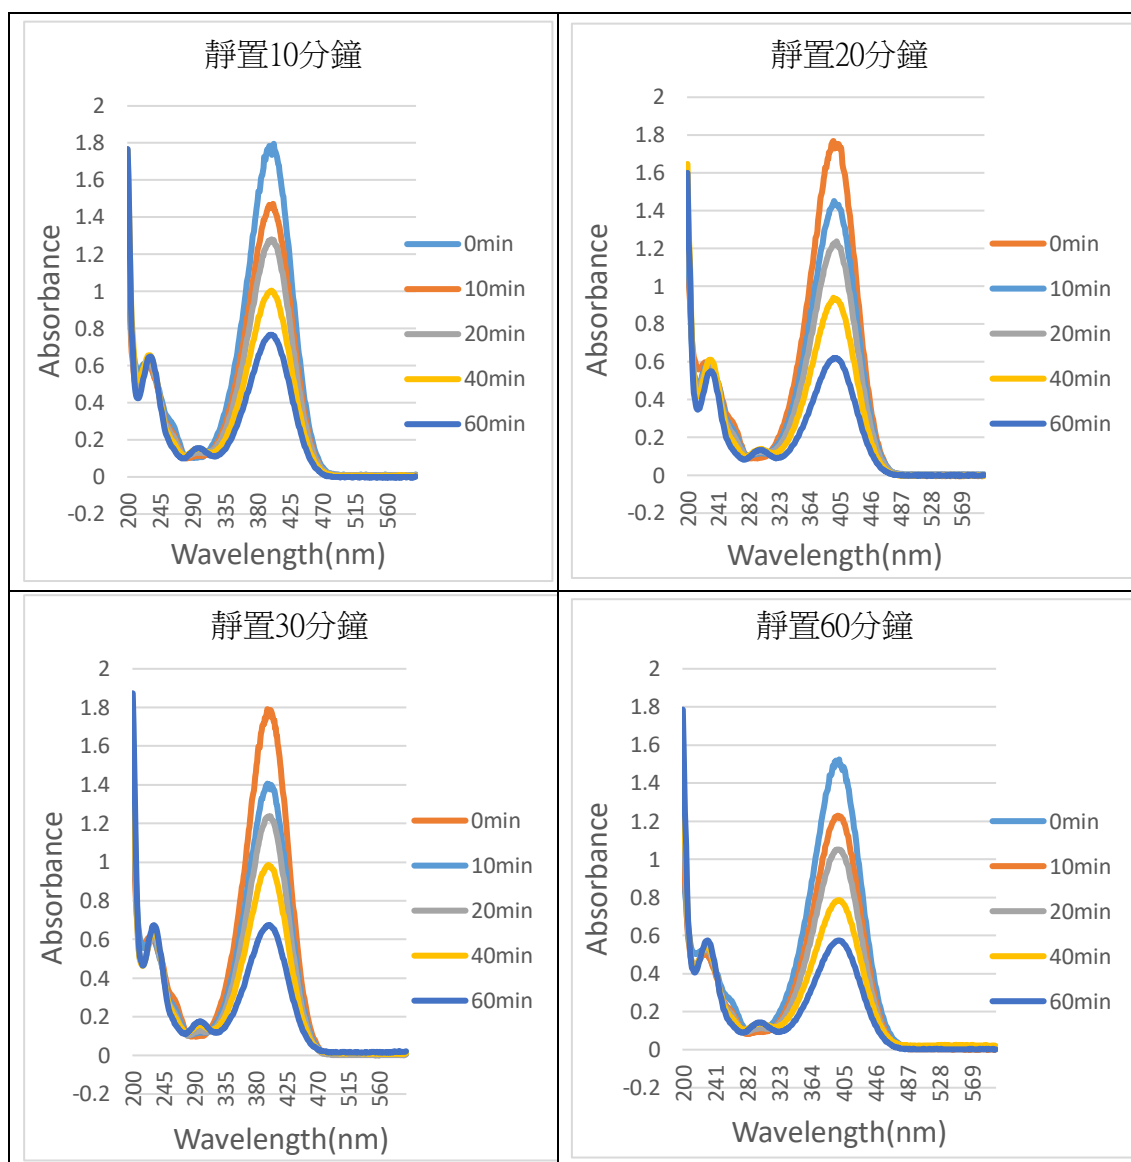 靜置10分鐘
2
1.8
1.6
1.4
1.2
1
0.8
0.6
0.4
0.2
0
-0.2
Absorbance
200 245 290 335 380 425 470 515 560
Wavelength(nm)
0min
10min
20min
40min
60min
靜置20分鐘
2
1.8
1.6
1.4
1.2
1
0.8
0.6
0.4
0.2
0
-0.2
Absorbance
200 241 282 323 364 405 446 487 528 569
Wavelength(nm)
0min
10min
20min
40min
60min
靜置30分鐘
2
1.8
1.6
1.4
1.2
1
0.8
0.6
0.4
0.2
0
-0.2
Absorbance
200 245 290 335 380 425 470 515 560
Wavelength(nm)
0min
10min
20min
40min
60min
靜置60分鐘
2
1.8
1.6
1.4
1.2
1
0.8
0.6
0.4
0.2
0
-0.2
Absorbance
200 241 282 323 364 405 446 487 528 569
Wavelength(nm)
0min
10min
20min
40min
60min